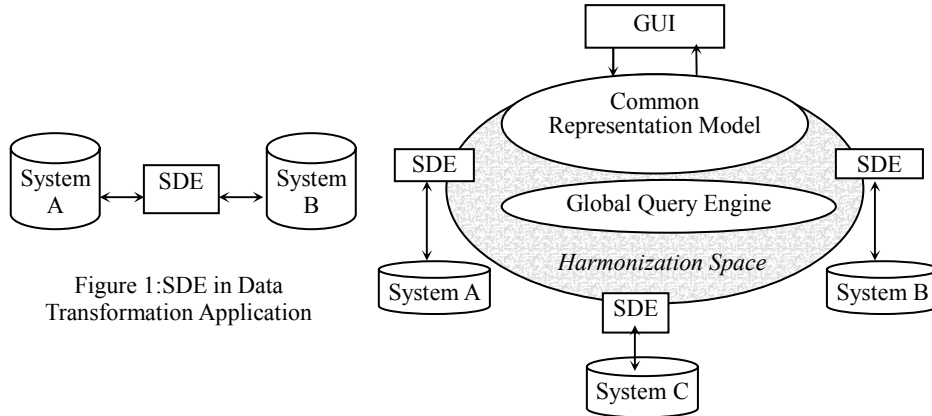 System
A
SDE
System
B
Figure 1:SDE in Data
Transformation Application
GUI
Common
Representation Model
SDE
SDE
Global Query Engine
Harmonization Space
System A
System B
SDE
System C